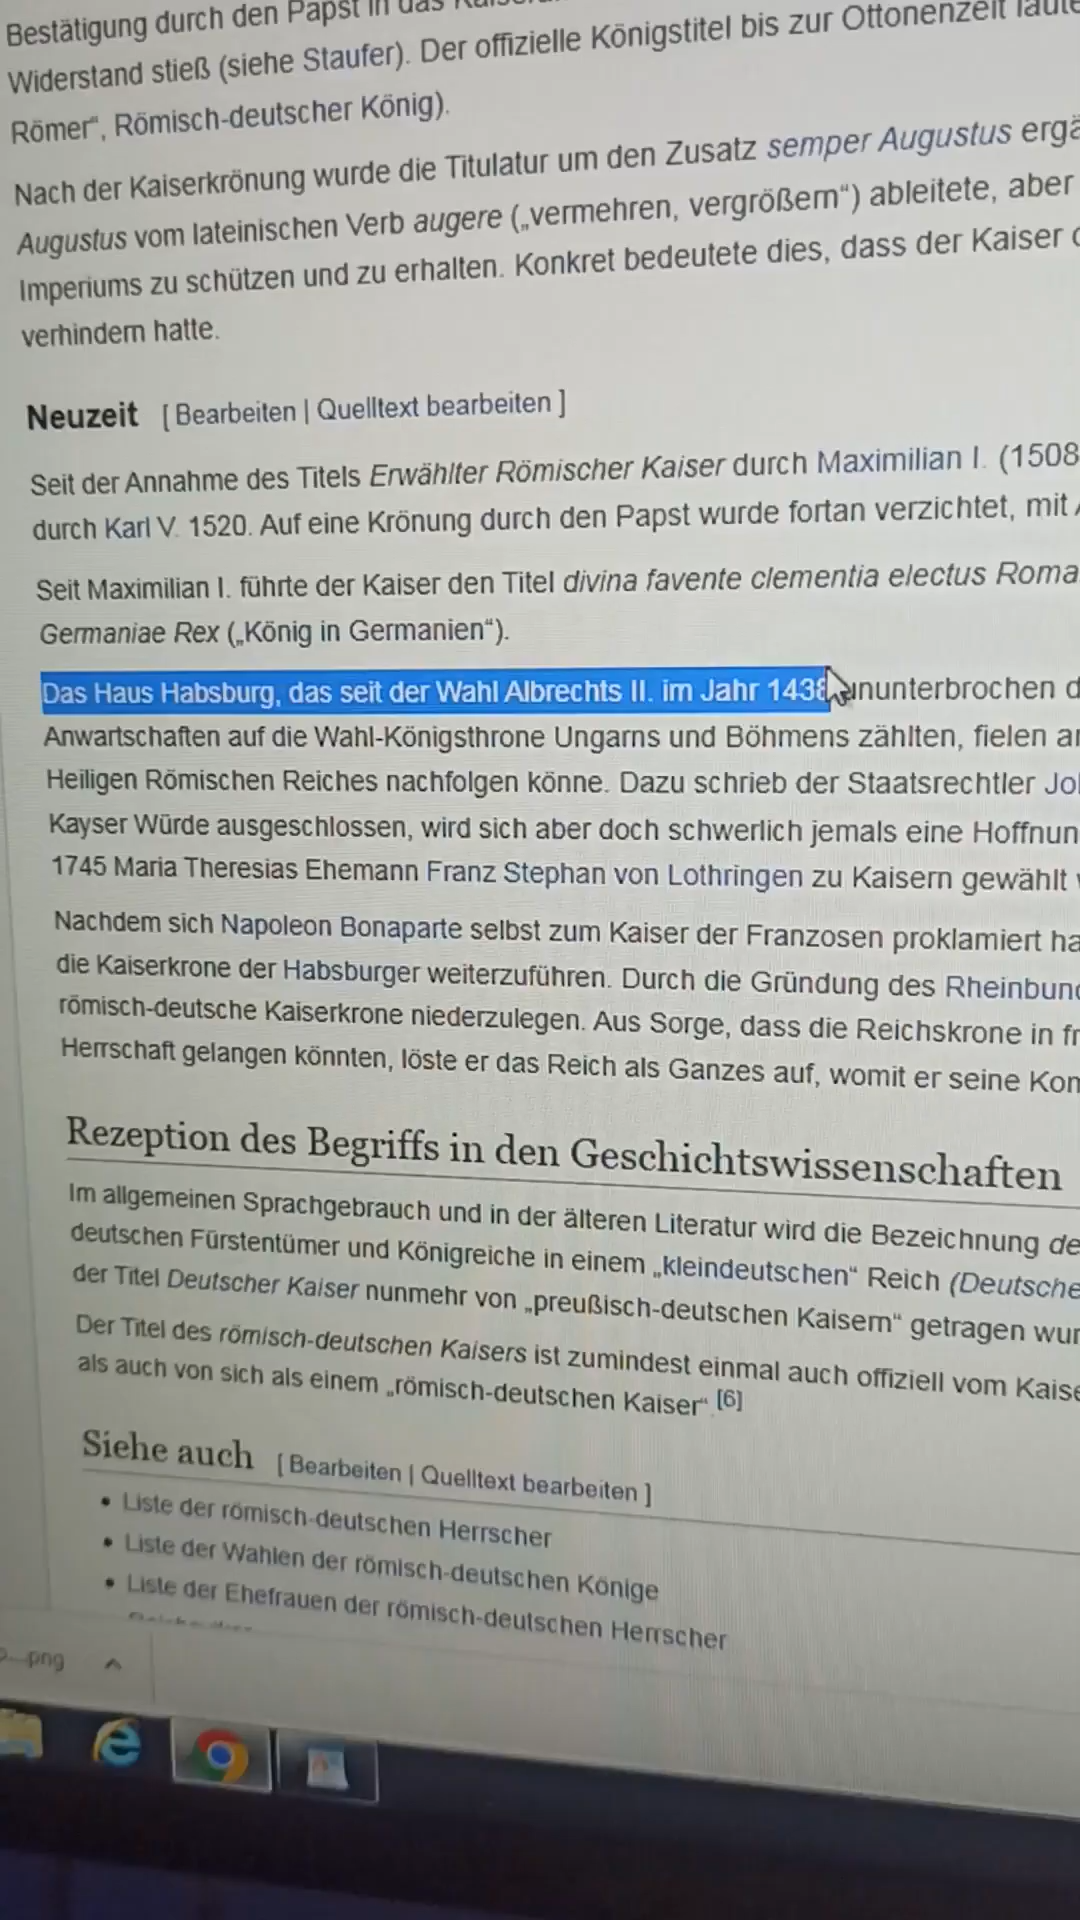 Bestätigung durch den Papst in das
Widerstand stieß (siehe Staufer). Der offizielle Königstitel bis zur Ottonenzeit
Römer“, Römisch-deutscher König).
Nach der Kaiserkrönung wurde die Titulatur um den Zusatz semper Augustus ergä
Augustus vom lateinischen Verb augere („vermehren, vergrößern“) ableitete, aber
Imperiums zu schützen und zu erhalten. Konkret bedeutete dies, dass der Kaiser
verhindern hatte.
Neuzeit [ Bearbeiten | Quelltext bearbeiten ]
Seit der Annahme des Titels Erwählter Römischer Kaiser durch Maximilian I. (1508
durch Karl V. 1520. Auf eine Krönung durch den Papst wurde fortan verzichtet, mit
Seit Maximilian I. führte der Kaiser den Titel divina favente clementia electus Roma
Germaniae Rex („König in Germanien“).
Das Haus Habsburg, das seit der Wahl Albrechts II. im Jahr 1438 ununterbrochen d
Anwartschaften auf die Wahl-Königsthrone Ungarns und Böhmens zählten, fielen
Heiligen Römischen Reiches nachfolgen könne. Dazu schrieb der Staatsrechtler Jo
Kayser Würde ausgeschlossen, wird sich aber doch schwerlich jemals eine Hoffnun
1745 Maria Theresias Ehemann Franz Stephan von Lothringen zu Kaisern gewählt
Nachdem sich Napoleon Bonaparte selbst zum Kaiser der Franzosen proklamiert ha
die Kaiserkrone der Habsburger weiterzuführen. Durch die Gründung des Rheinbun
römisch-deutsche Kaiserkrone niederzulegen. Aus Sorge, dass die Reichskrone in fr
Herrschaft gelangen könnten, löste er das Reich als Ganzes auf, womit er seine
Rezeption des Begriffs in den Geschichtswissenschaften
Im allgemeinen Sprachgebrauch und in der älteren Literatur wird die Bezeichnung de
deutschen Fürstentümer und Königreiche in einem „kleindeutschen“ Reich (Deutsche
der Titel Deutscher Kaiser nunmehr von „preußisch-deutschen Kaisern“ getragen wur
Der Titel des römisch-deutschen Kaisers ist zumindest einmal auch offiziell vom Kaise
als auch von sich als einem „römisch-deutschen Kaiser“.[6]
Siehe auch [ Bearbeiten | Quelltext bearbeiten ]
• Liste der römisch-deutschen Herrscher
• Liste der Wahlen der römisch-deutschen Könige
• Liste der Ehefrauen der römisch-deutschen Herrscher
....png